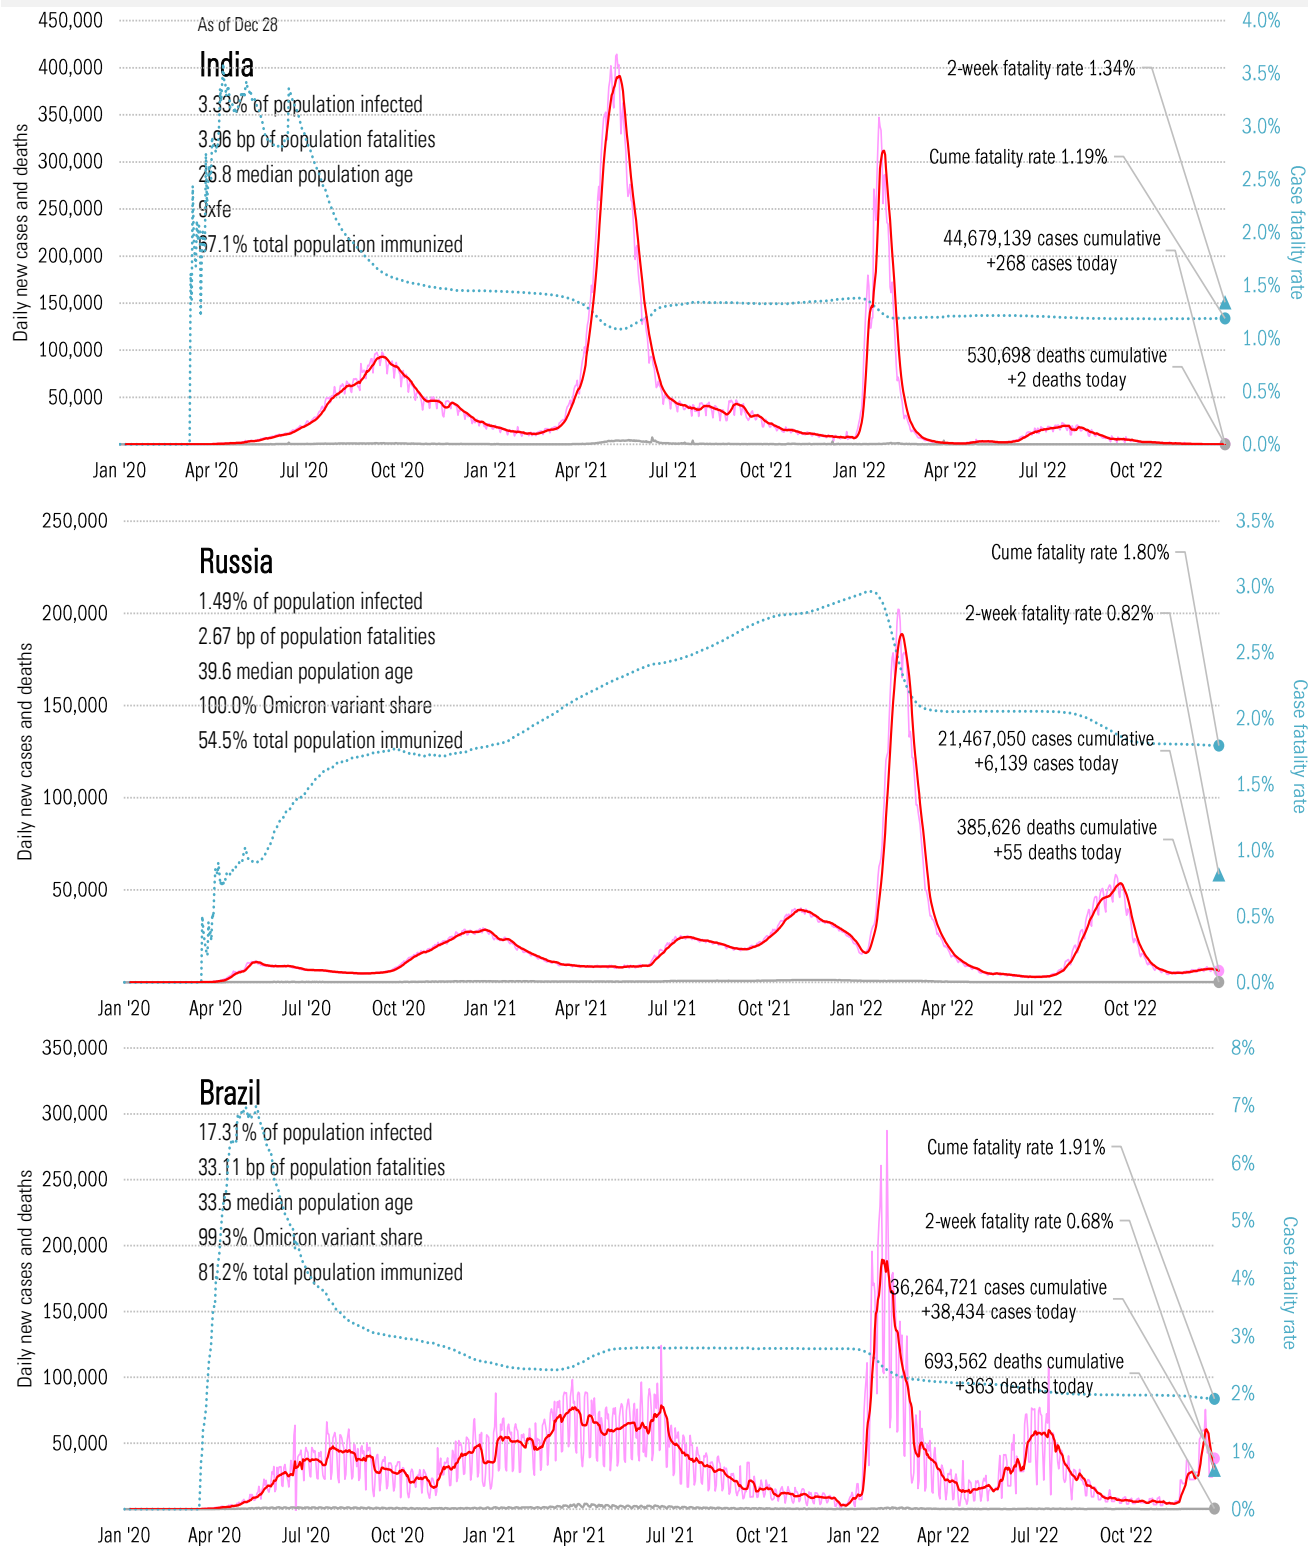 As of Dec 28
India
3.33% of population infected
3.96 bp of population fatalities
26.8 median population age
9xfe
67.1% total population immunized
Daily new cases and deaths
450,000
400,000
350,000
300,000
250,000
200,000
150,000
100,000
50,000
2-week fatality rate 1.34%
Cume fatality rate 1.19%
44,679,139 cases cumulative
+268 cases today
530,698 deaths cumulative
+2 deaths today
4.0%
3.5%
3.0%
2.5%
2.0%
1.5%
1.0%
0.5%
0.0%
Case fatality rate
Jan '20 Apr '20 Jul '20 Oct '20 Jan '21 Apr '21 Jul '21 Oct '21 Jan '22 Apr '22 Jul '22 Oct '22
Russia
1.49% of population infected
2.67 bp of population fatalities
39.6 median population age
100.0% Omicron variant share
54.5% total population immunized
Daily new cases and deaths
250,000
200,000
150,000
100,000
50,000
Cume fatality rate 1.80%
2-week fatality rate 0.82%
21,467,050 cases cumulative
+6,139 cases today
385,626 deaths cumulative
+55 deaths today
3.5%
3.0%
2.5%
2.0%
1.5%
1.0%
0.5%
0.0%
Case fatality rate
Jan '20 Apr '20 Jul '20 Oct '20 Jan '21 Apr '21 Jul '21 Oct '21 Jan '22 Apr '22 Jul '22 Oct '22
Brazil
17.31% of population infected
33.11 bp of population fatalities
33.5 median population age
99.3% Omicron variant share
81.2% total population immunized
Daily new cases and deaths
350,000
300,000
250,000
200,000
150,000
100,000
50,000
Cume fatality rate 1.91%
2-week fatality rate 0.68%
36,264,721 cases cumulative
+38,434 cases today
693,562 deaths cumulative
+363 deaths today
8%
7%
6%
5%
4%
3%
2%
1%
0%
Case fatality rate
Jan '20 Apr '20 Jul '20 Oct '20 Jan '21 Apr '21 Jul '21 Oct '21 Jan '22 Apr '22 Jul '22 Oct '22